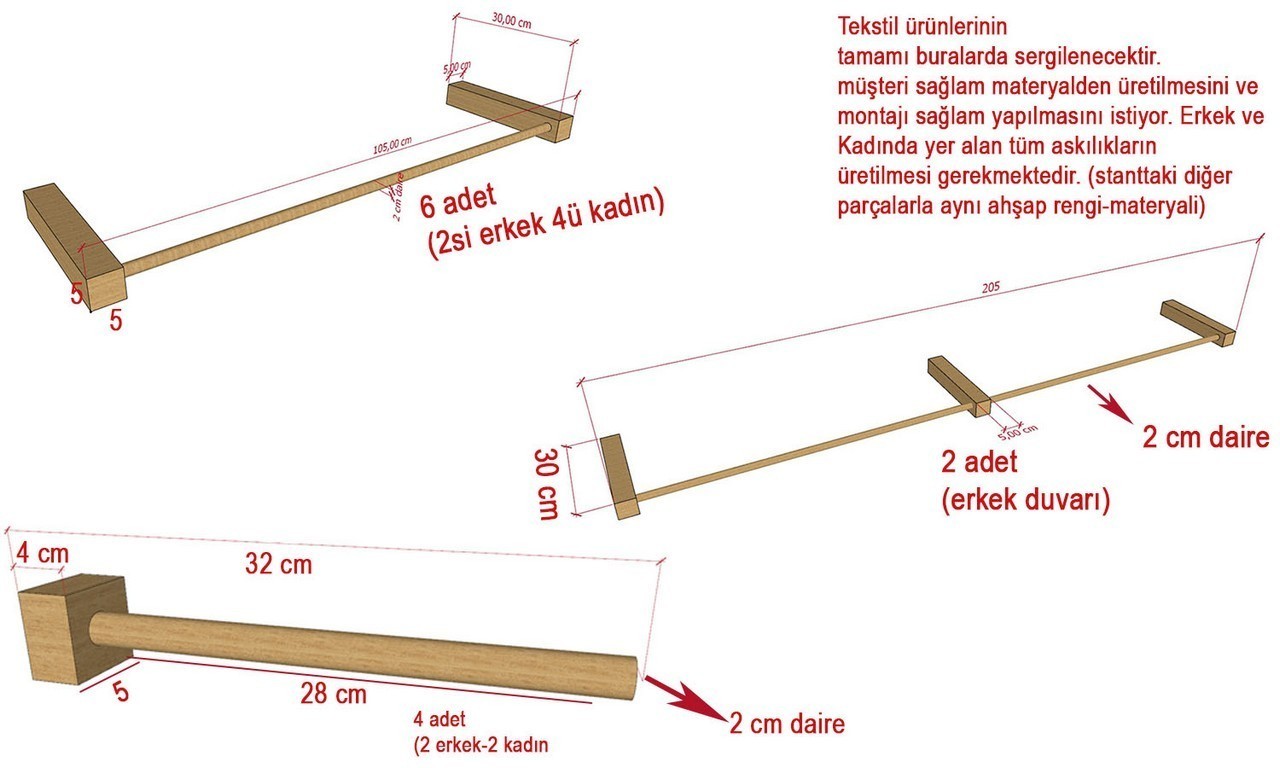 30,00 cm
5,00 cm
105,00 cm
2 cm daire
6 adet
(2si erkek 4ü kadın)
5
5
Tekstil ürünlerinin
tamamı buralarda sergilenecektir.
müşteri sağlam materyalden üretilmesini ve
montajı sağlam yapılmasını istiyor. Erkek ve
Kadında yer alan tüm askılıkların
üretilmesi gerekmektedir. (stanttaki diğer
parçalarla aynı ahşap rengi-materyali)
205
30 cm
5,00 cm
2 cm daire
2 adet
(erkek duvarı)
4 cm
32 cm
5
28 cm
4 adet
(2 erkek-2 kadın
2 cm daire